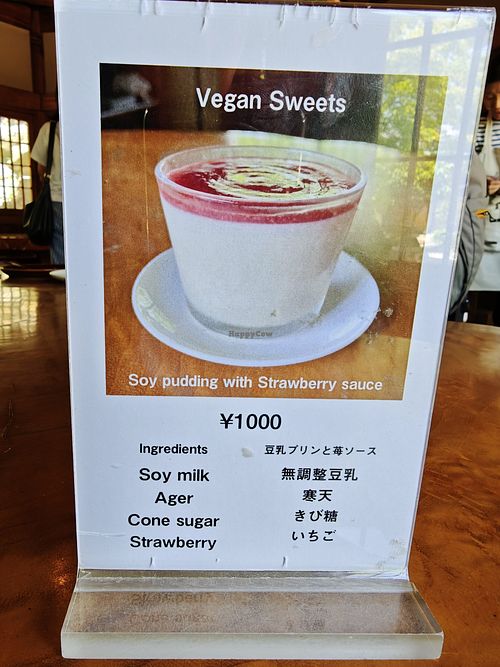 Vegan Sweets
HappyCow
Soy pudding with Strawberry sauce
¥1000
Ingredients
豆乳プリンと苺ソース
Soy milk
無調整豆乳
Ager
寒天
Cone sugar
きび糖
Strawberry
いちご